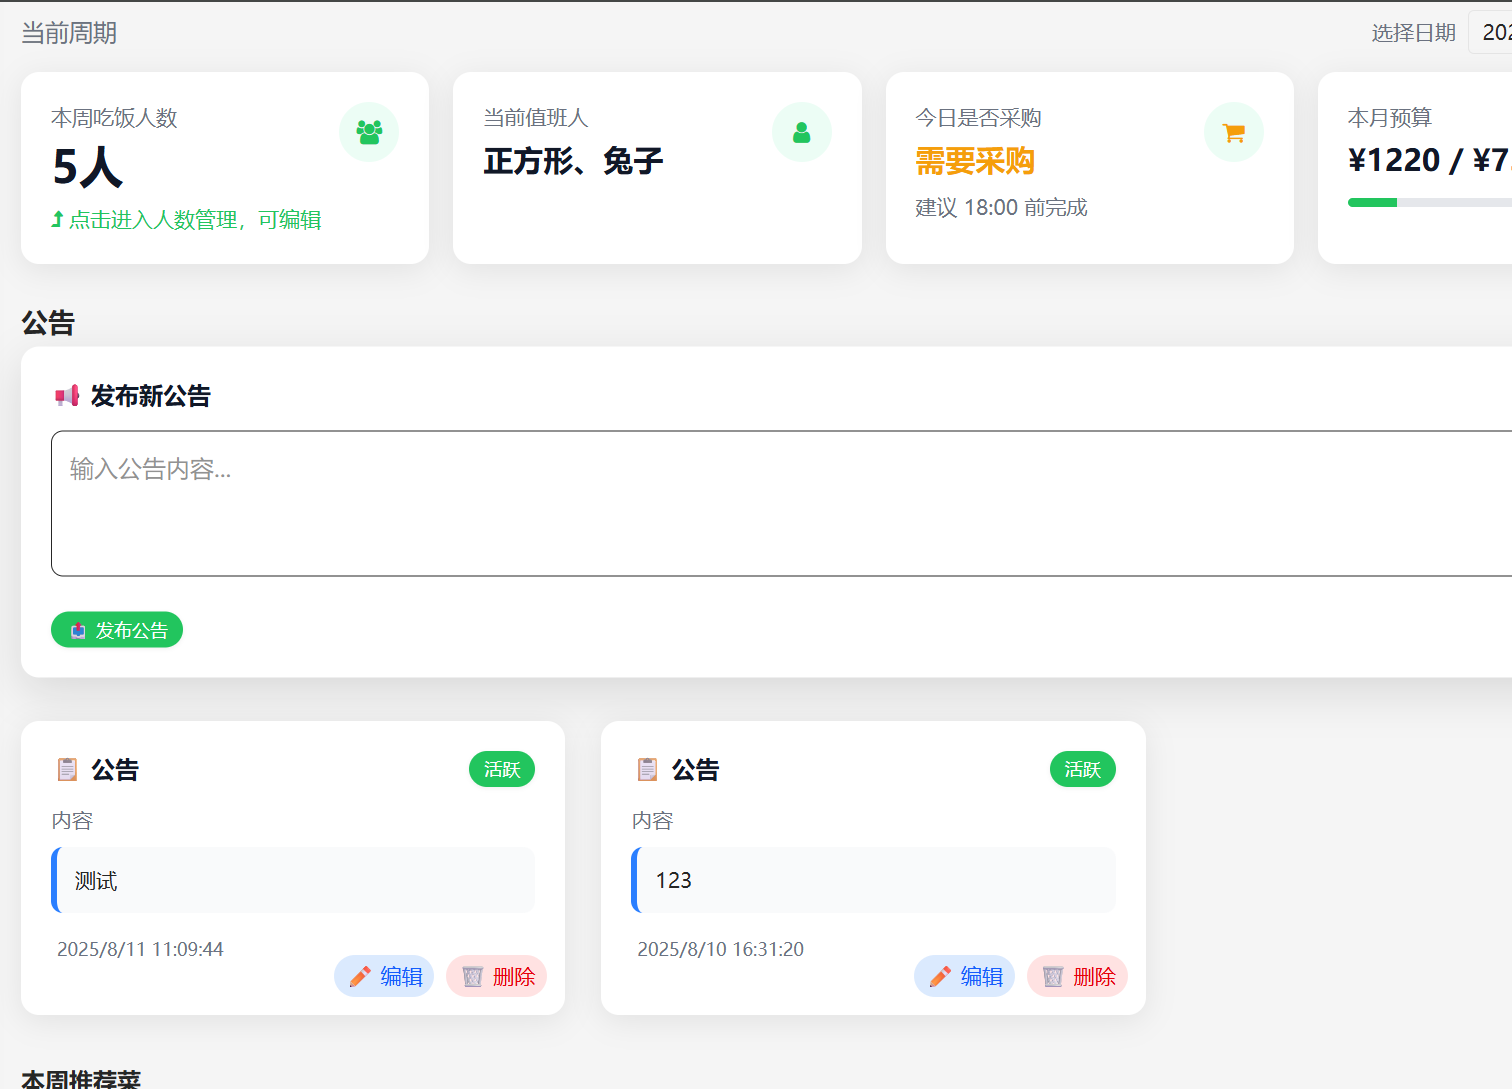 当前周期
选择日期
本周吃饭人数
5人
点击进入人数管理，可编辑
当前值班人
正方形、兔子
今日是否采购
需要采购
建议 18:00 前完成
本月预算
¥1220 / ¥7
公告
发布新公告
输入公告内容...
发布公告
公告
活跃
内容
测试
2025/8/11 11:09:44
编辑
删除
公告
活跃
内容
123
2025/8/10 16:31:20
编辑
删除
本周推荐菜